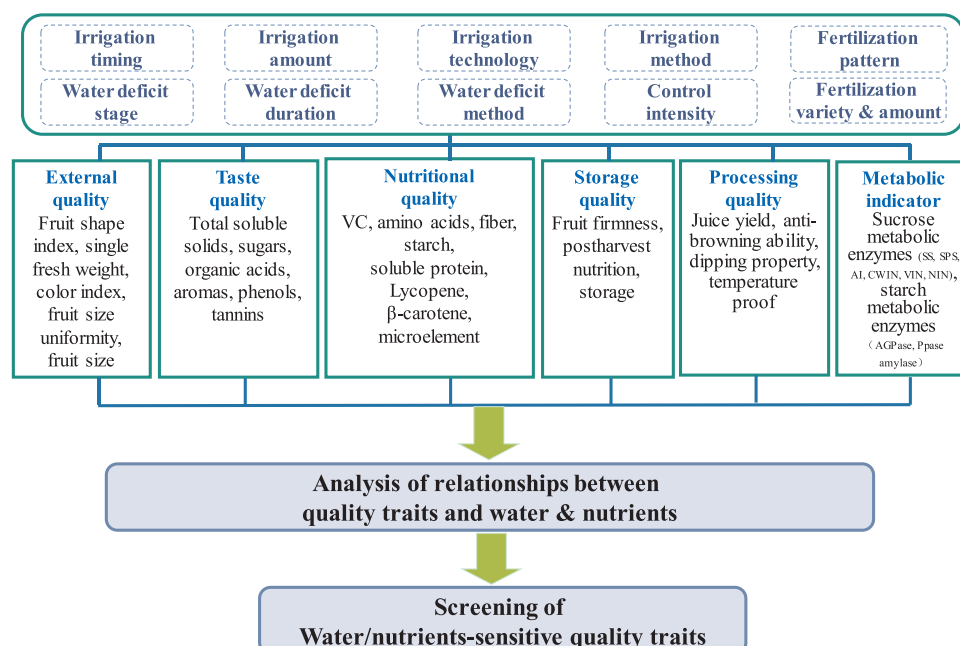 Irrigation
timing
Irrigation
amount
Irrigation
technology
Irrigation
method
Fertilization
pattern
Water deficit
stage
Water deficit
duration
Water deficit
method
Control
intensity
Fertilization
variety & amount
External
quality
Fruit shape
index, single
fresh weight,
color index,
fruit size
uniformity,
fruit size
Taste
quality
Total soluble
solids, sugars,
organic acids,
aromas, phenols,
tannins
Nutritional
quality
VC, amino acids, fiber,
starch,
soluble protein,
Lycopene,
β-carotene,
microelement
Storage
quality
Fruit firmness,
postharvest
nutrition,
storage
Processing
quality
Juice yield, anti-
browning ability,
dipping property,
temperature
proof
Metabolic
indicator
Sucrose
metabolic
enzymes (SS, SPS,
AI, CWIN, VIN, NIN),
starch
metabolic
enzymes
(AGPase, Ppase
amylase)
Analysis of relationships between
quality traits and water & nutrients
Screening of
Water/nutrients-sensitive quality traits